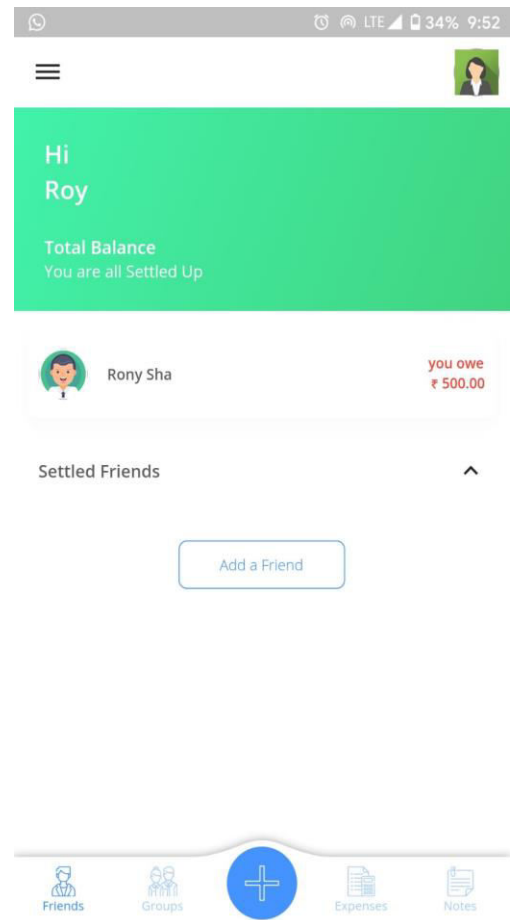 LTE 34% 9:52
Hi
Roy
Total Balance
You are all Settled Up
Rony Sha
you owe
₹ 500.00
Settled Friends
Add a Friend
Friends
Groups
Expenses
Notes